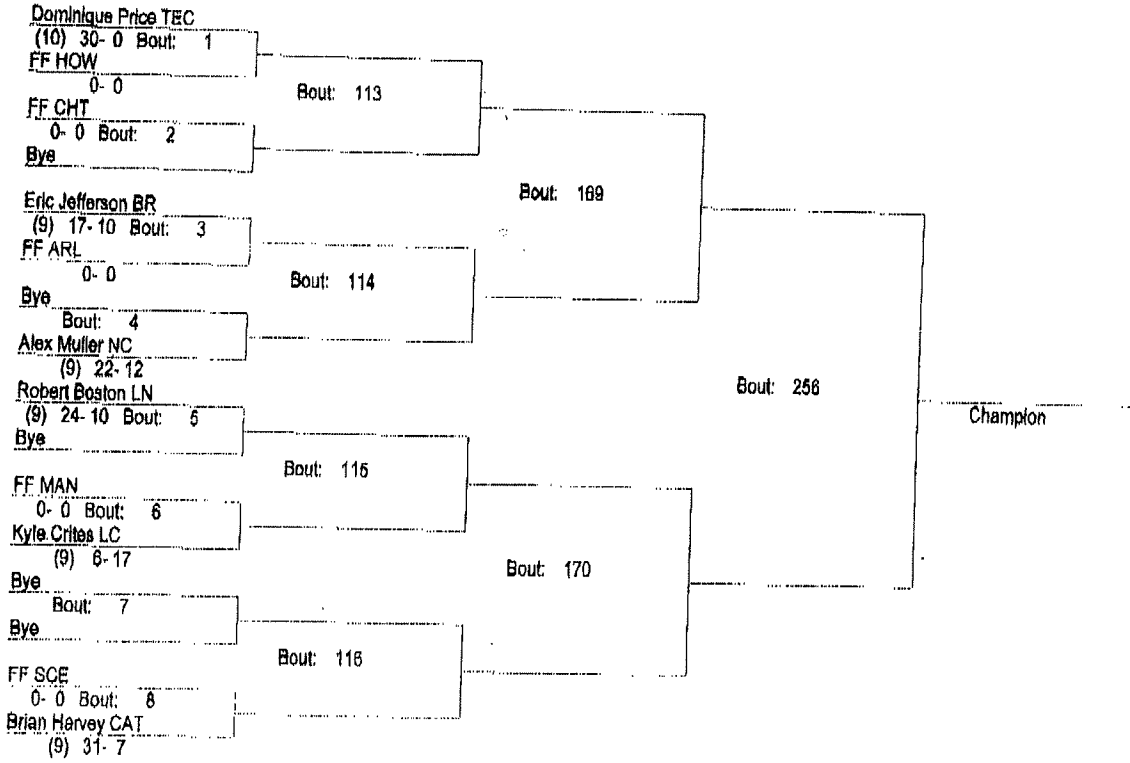 Dominique Price TEC
(10) 30- 0 Bout: 1
FF HOW
0- 0
Bout: 113
FF CHT
0- 0 Bout: 2
Bye
Bout: 169
Eric Jefferson BR
(9) 17- 10 Bout: 3
FF ARL
0- 0
Bout: 114
Bye
Bout: 4
Alex Muller NC
(9) 22- 12
Bout: 256
Champion
Robert Boston LN
(9) 24- 10 Bout: 5
Bye
Bout: 115
FF MAN
0- 0 Bout: 6
Kyle Crites LC
(9) 6- 17
Bout: 170
Bye
Bout: 7
Bye
Bout: 116
FF SCE
0- 0 Bout: 8
Brian Harvey CAT
(9) 31- 7